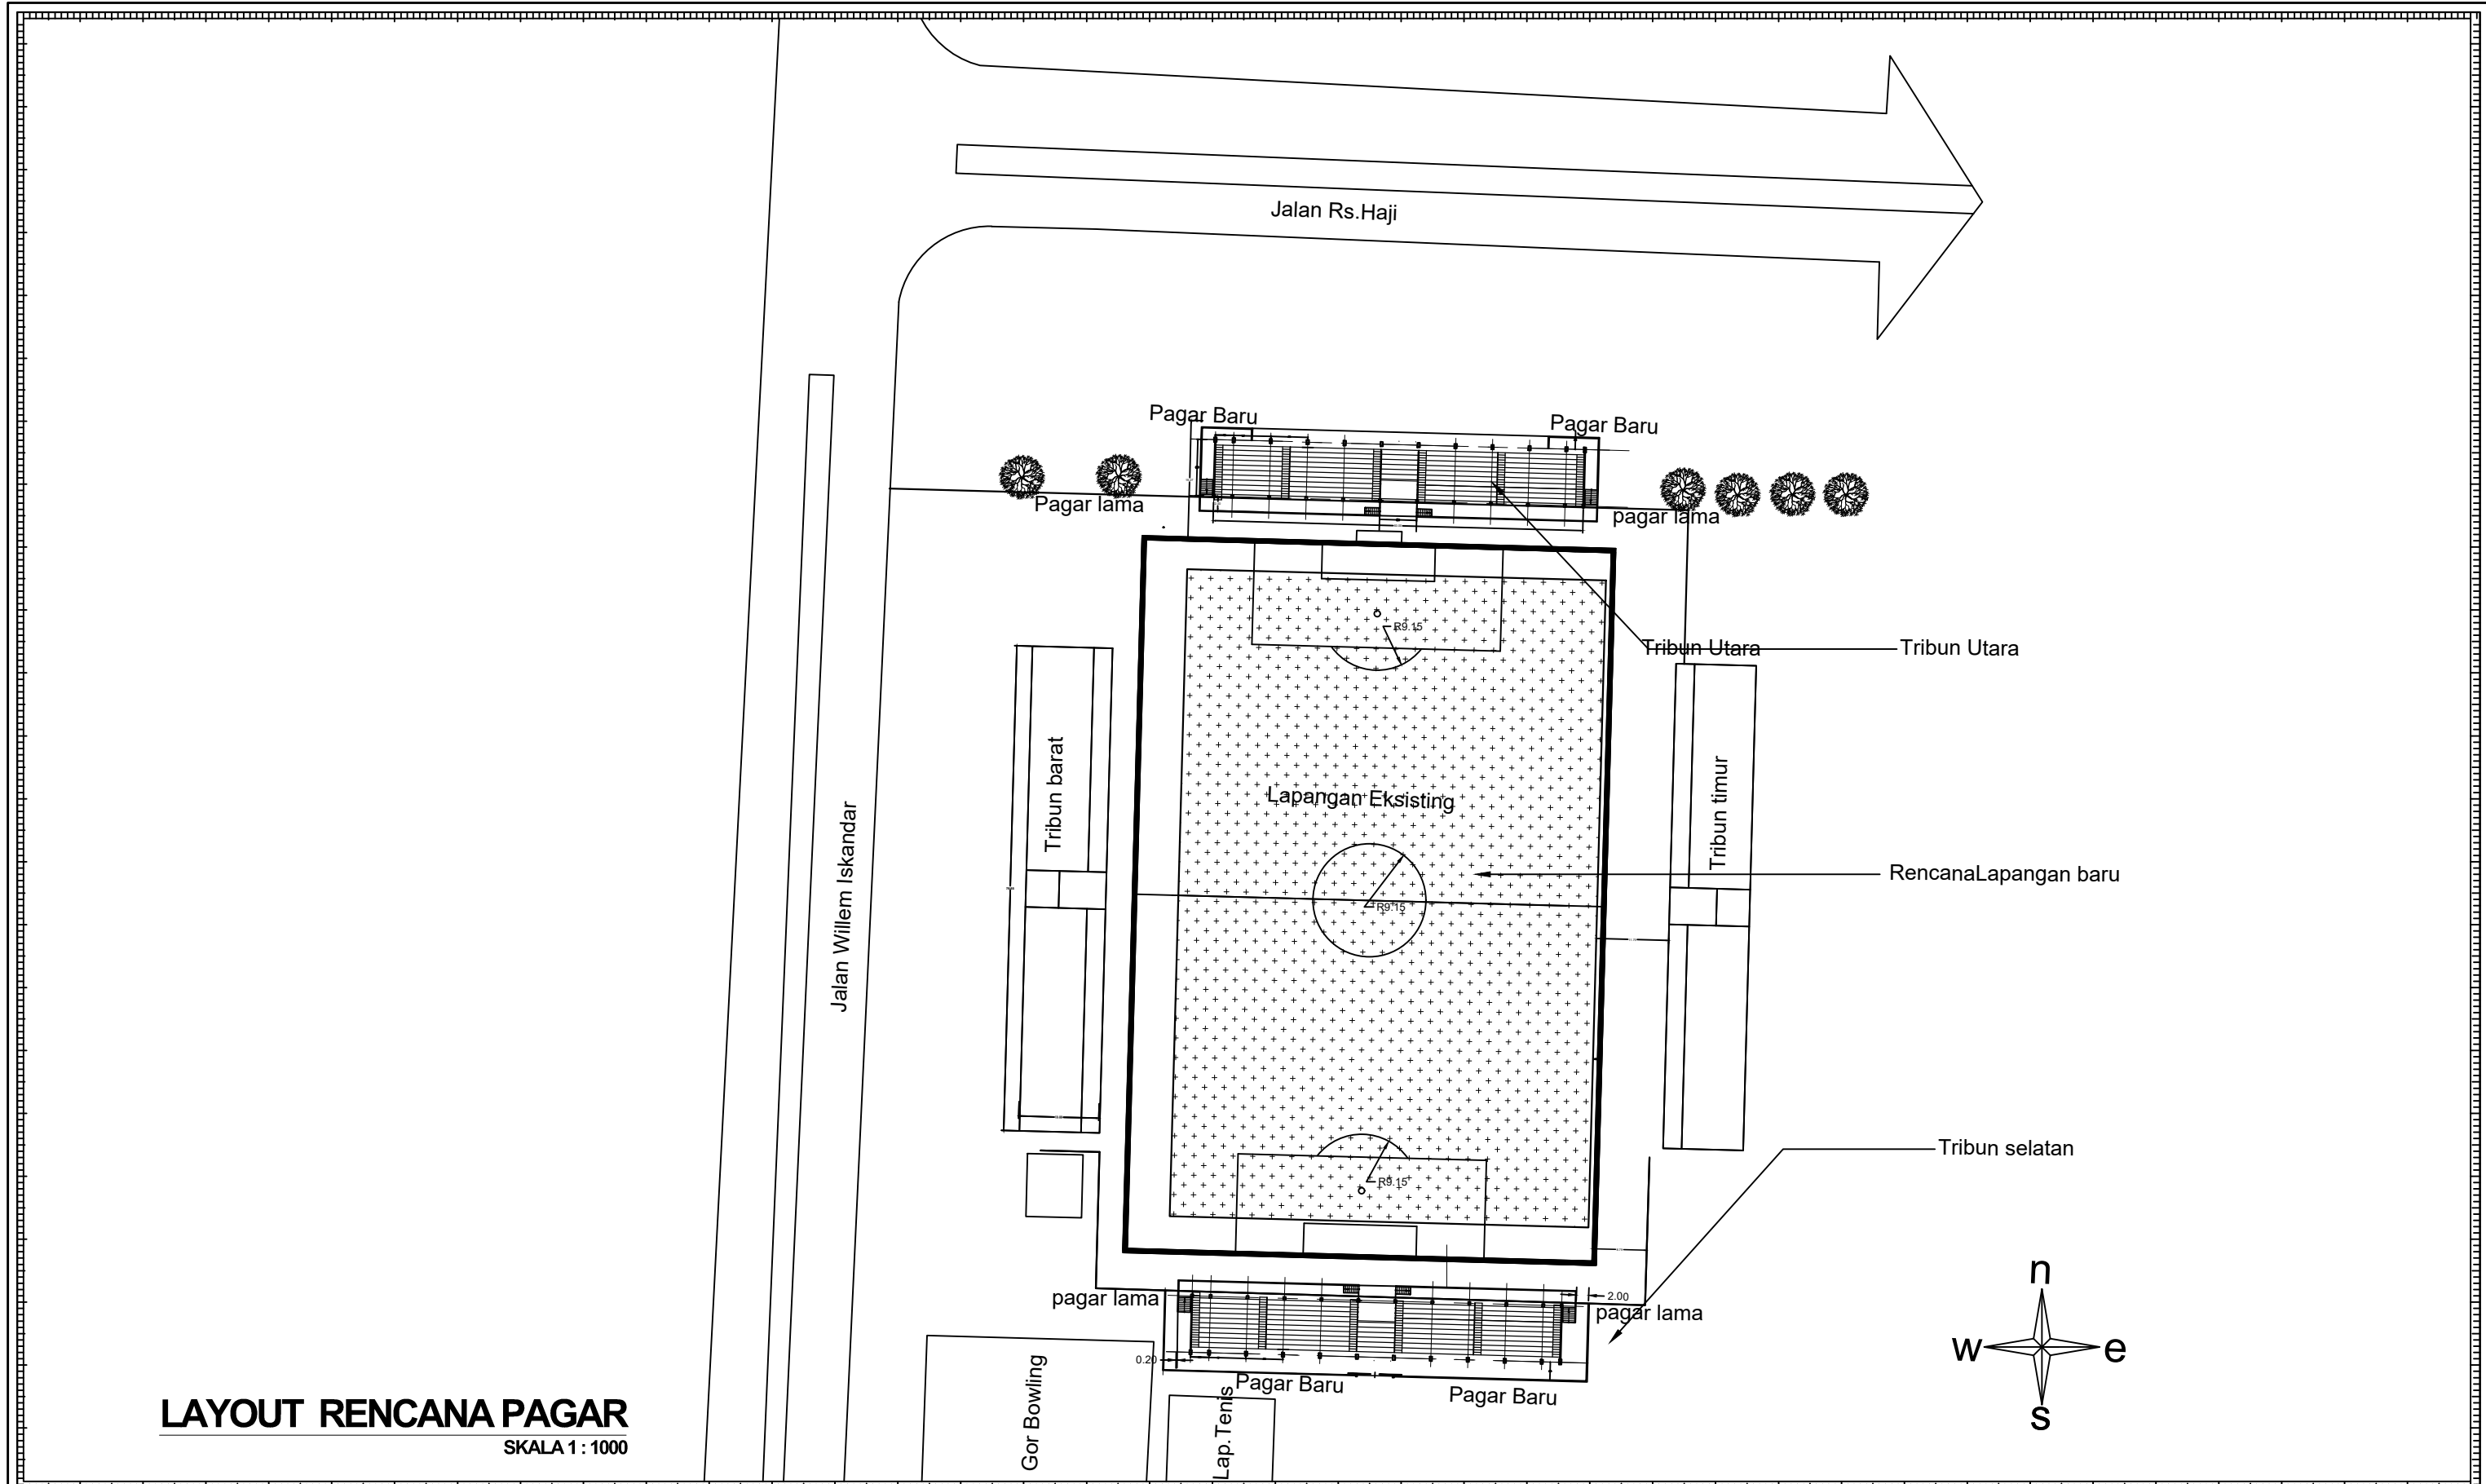 Jalan Rs.Haji
Pagar Baru
Pagar Baru
Pagar lama
pagar lama
R9.15
Tribun Utara
Tribun Utara
Tribun barat
Tribun timur
Lapangan Eksisting
Jalan Willem Iskandar
RencanaLapangan baru
R9.15
Tribun selatan
R9.15
pagar lama
2.00
pagar lama
0.20
Pagar Baru
Pagar Baru
Gor Bowling
Lap.Tenis
n
w
e
s
LAYOUT RENCANA PAGAR
SKALA 1 : 1000